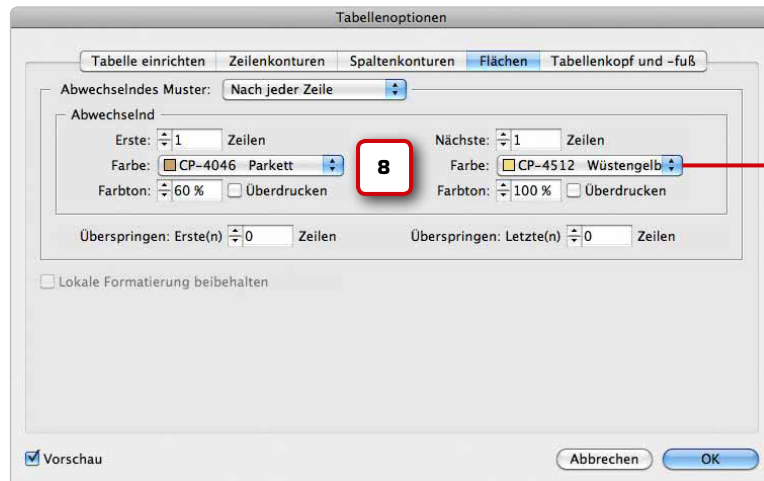 Tabellenoptionen
Tabelle einrichten Zeilenkonturen Spaltenkonturen Flächen Tabellenkopf und -fuß
Abwechselndes Muster: Nach jeder Zeile
Abwechselnd
Erste: 1 Zeilen Nächste: 1 Zeilen
Farbe: CP-4046 Parkett 8 Farbe: CP-4512 Wüstengelb
Farbton: 60 % Überdrucken Farbton: 100 % Überdrucken
Überspringen: Erste(n) 0 Zeilen Überspringen: Letzte(n) 0 Zeilen
Lokale Formatierung beibehalten
Vorschau Abbrechen OK